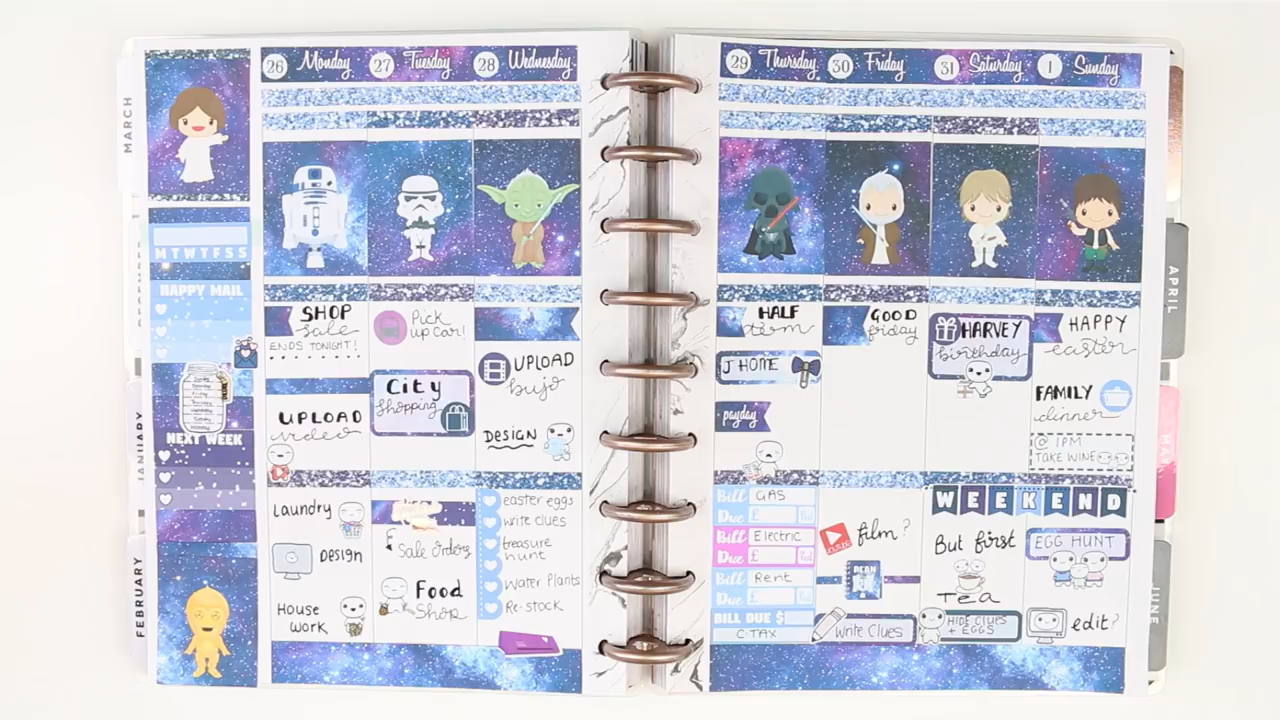 MARCH
JANUARY
FEBRUARY
M T W T F S S
HAPPY MAIL
NEXT WEEK
26 Monday
27 Tuesday
28 Wednesday
SHOP
Sale
ENDS TONIGHT!
UPLOAD
video
Pick
up Car!
City
Shopping
UPLOAD
bujo
DESIGN
Laundry
DESIGN
House
work
Sale Orders
Food
Shop
easter eggs
write clues
treasure
hunt
Water Plants
Re-stock
29 Thursday
30 Friday
31 Saturday
1 Sunday
HALF
term
J HOME
payday
GOOD
friday
HARVEY
birthday
HAPPY
easter
FAMILY
dinner
@ 1PM
TAKE WINE
Bill GAS
Due £
Bill Electric
Due £
Bill Rent
Due £
BILL DUE $
C.TAX
film?
Write Clues
WEEKEND
But first
Tea
HIDE CLUES
+ EGGS
EGG HUNT
edit?
APRIL
MAY
JUNE